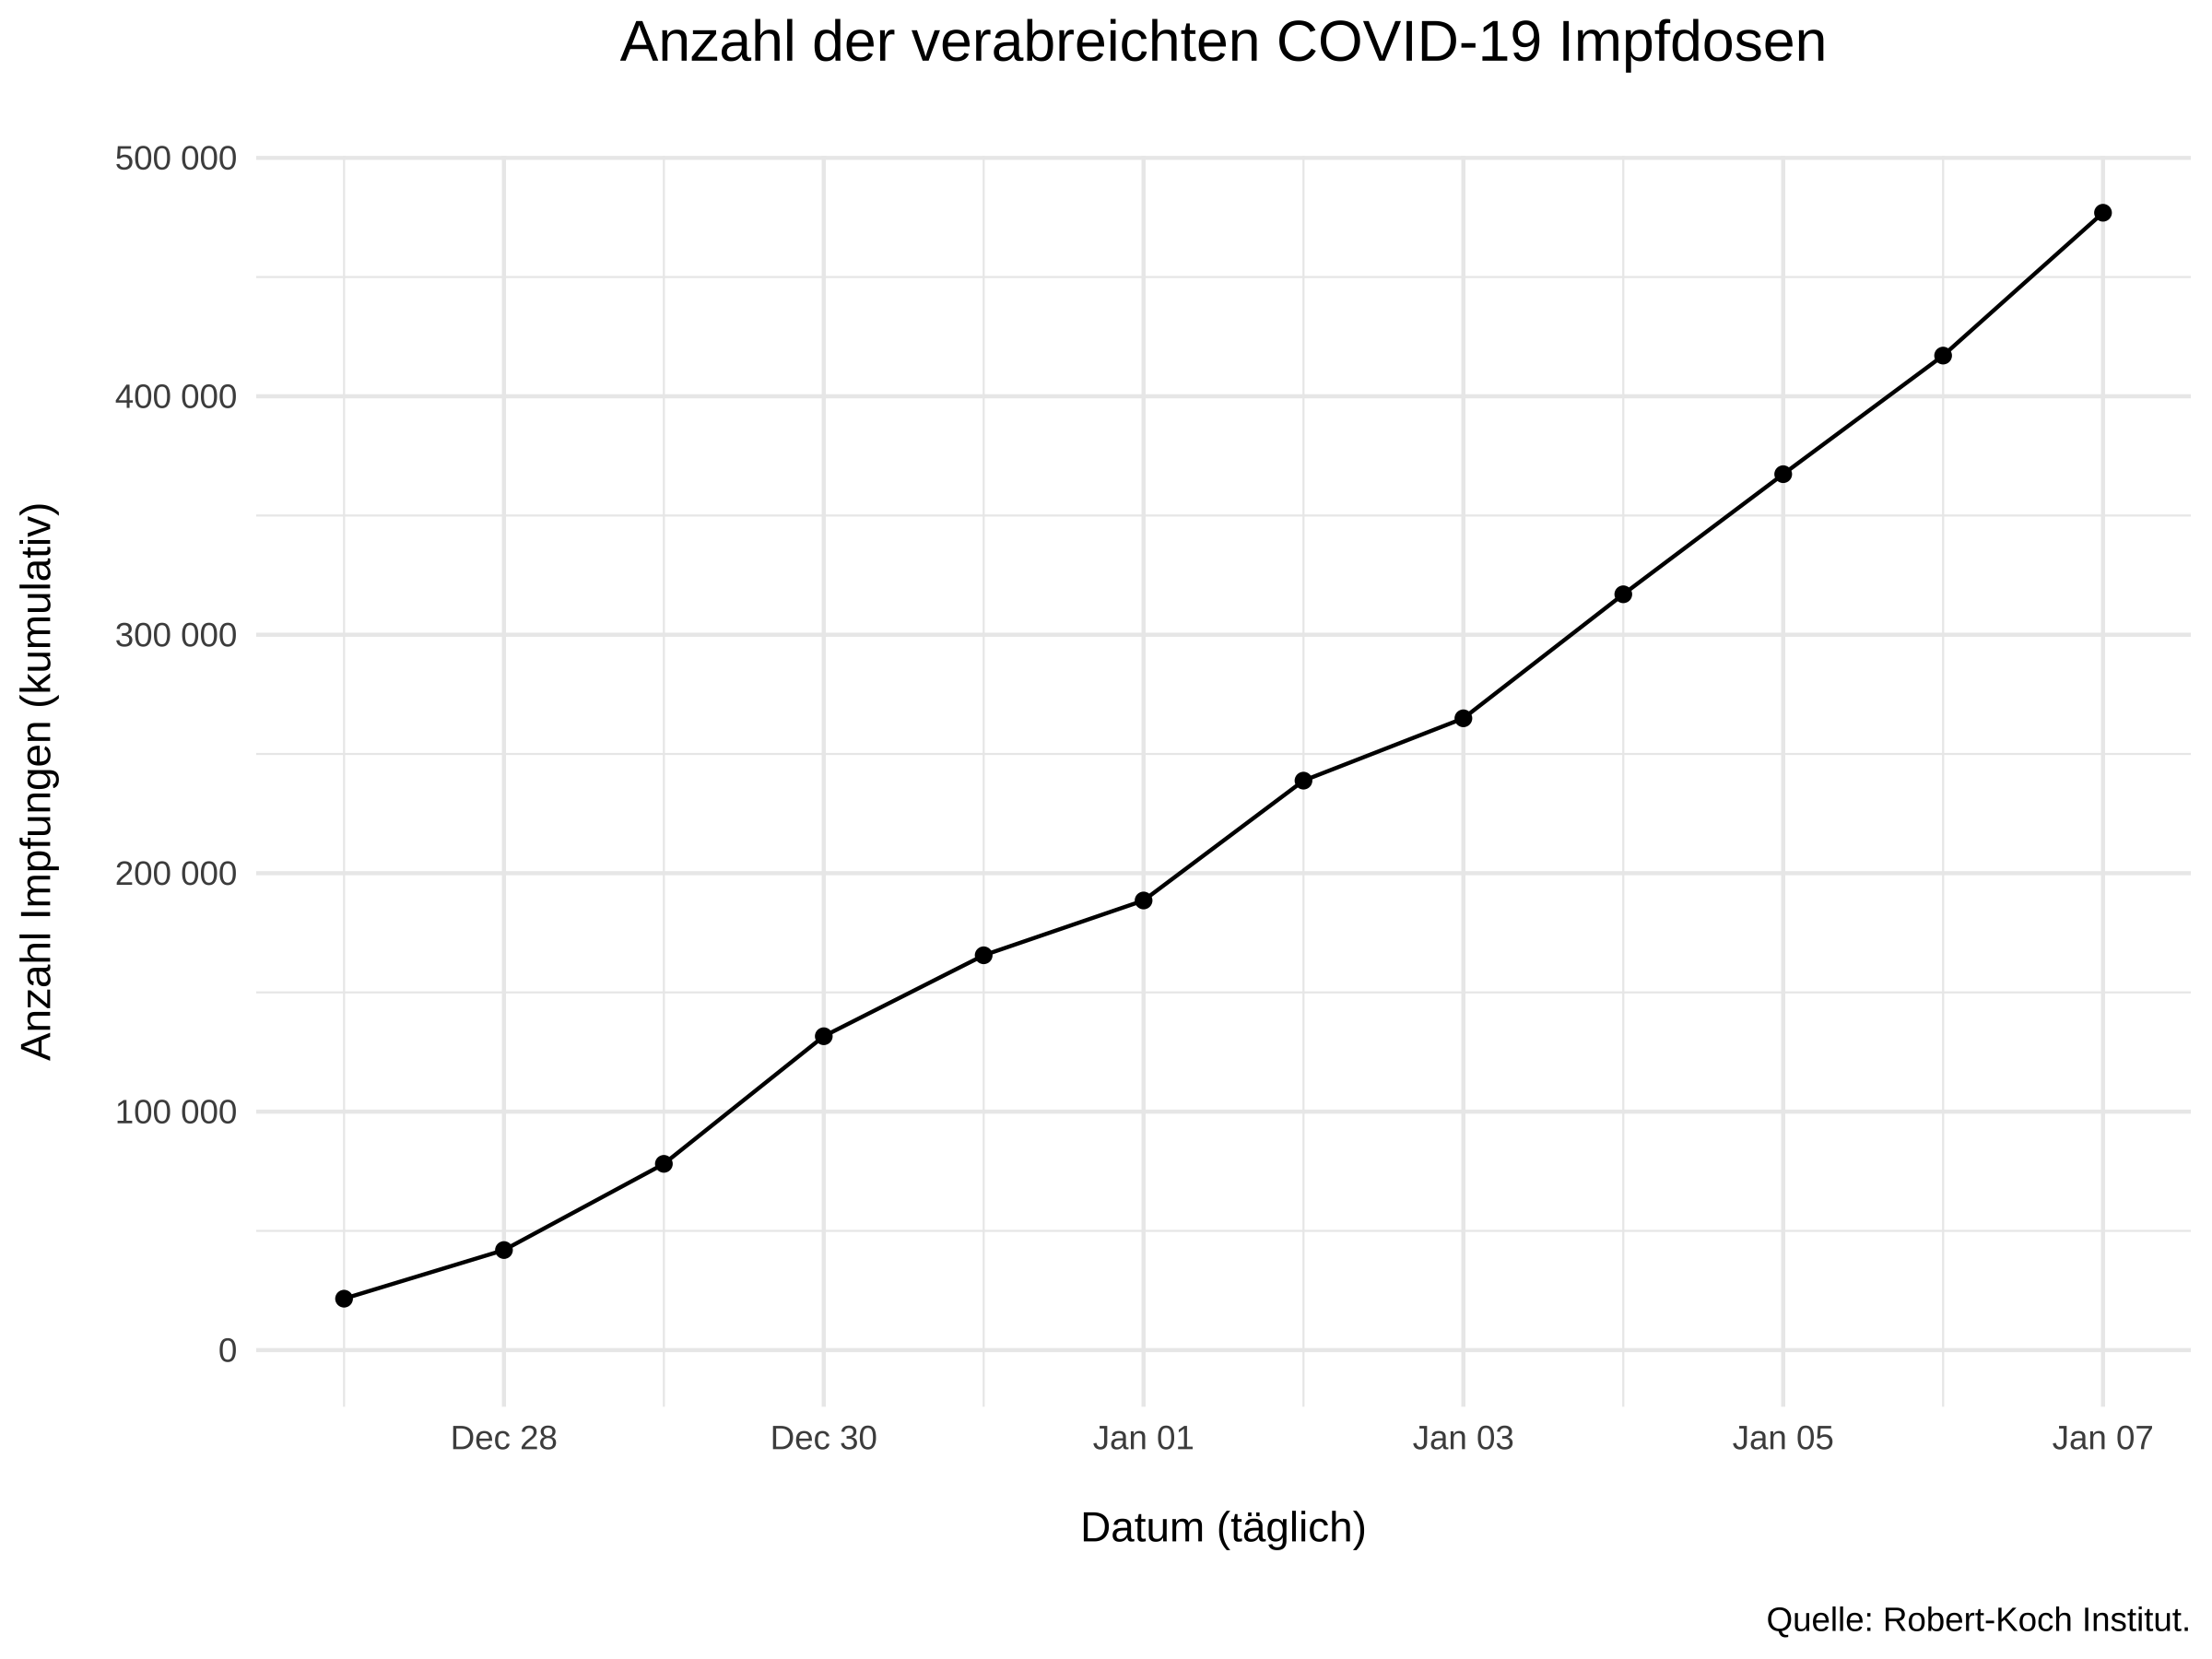 Anzahl der verabreichten COVID-19 Impfdosen
500 000
400 000
300 000
200 000
100 000
0
Anzahl Impfungen (kumulativ)
Dec 28
Dec 30
Jan 01
Jan 03
Jan 05
Jan 07
Datum (täglich)
Quelle: Robert-Koch Institut.